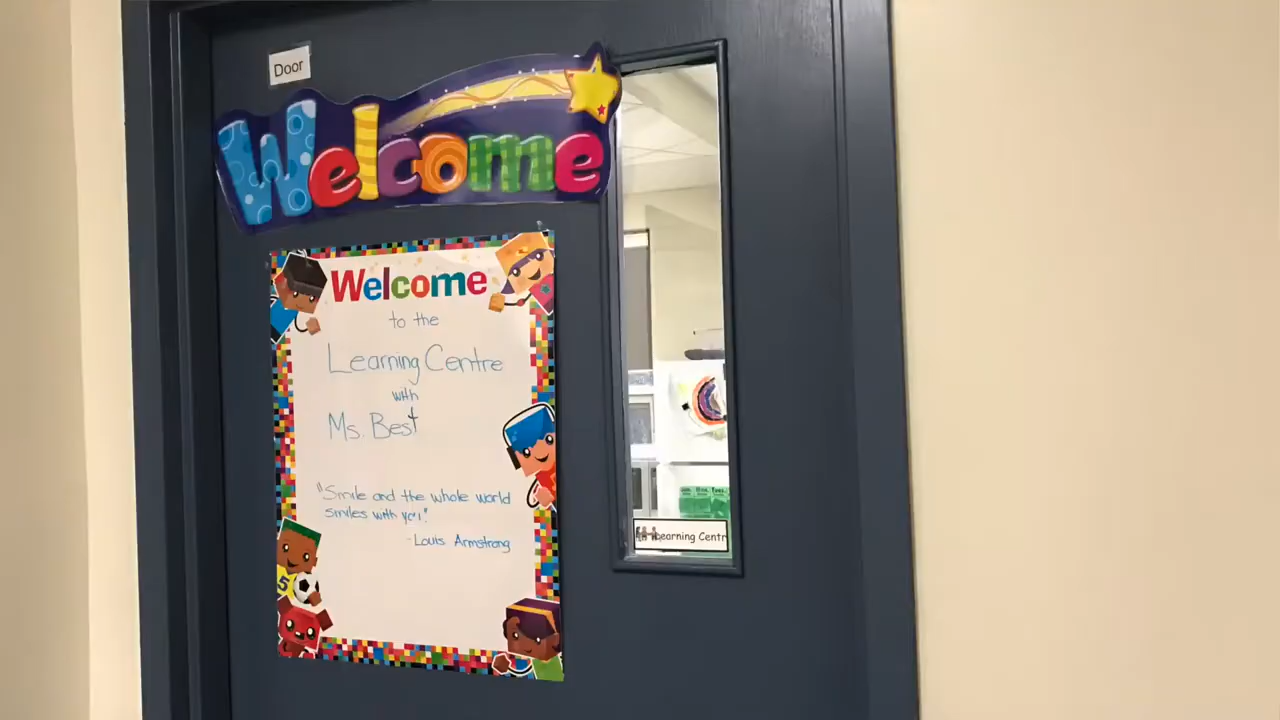 Door
Welcome
Welcome
to the
Learning Centre
with
Ms. Best
"Smile and the whole world
smiles with you!"
-Louis Armstrong
5
Learning Centr